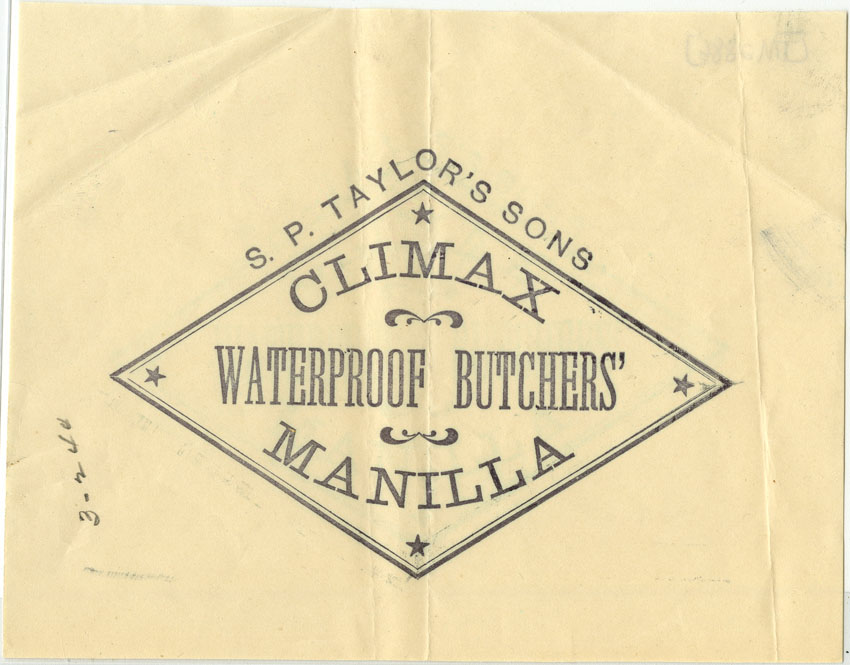 S. P. TAYLOR'S SONS
CLIMAX
WATERPROOF BUTCHERS'
MANILLA